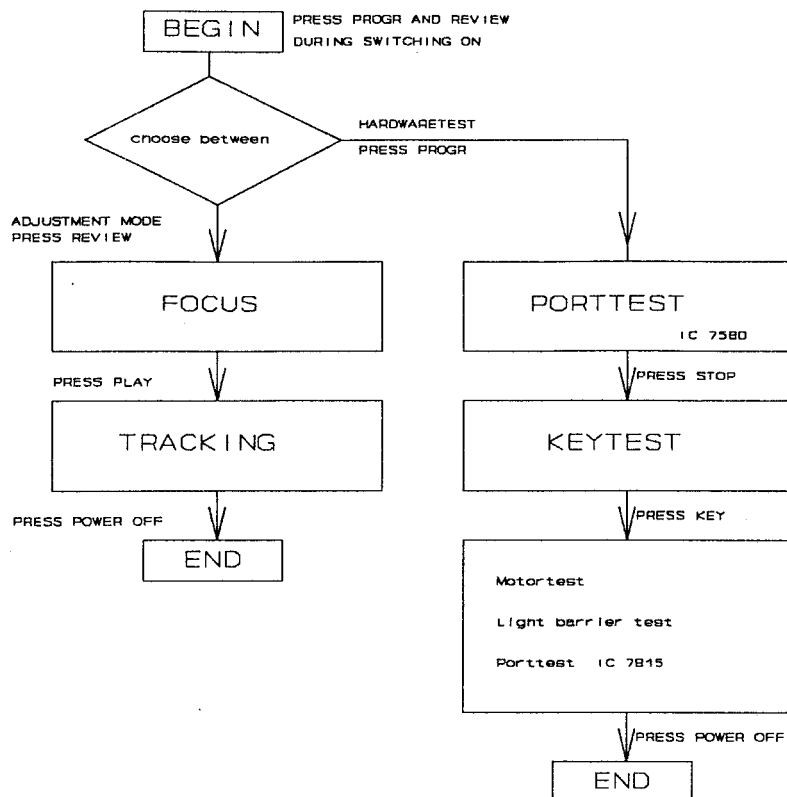 BEGIN
PRESS PROGR AND REVIEW
DURING SWITCHING ON
choose between
HARDWARETEST
PRESS PROGR
ADJUSTMENT MODE
PRESS REVIEW
FOCUS
PORTTEST
IC 7580
PRESS PLAY
PRESS STOP
TRACKING
KEYTEST
PRESS POWER OFF
PRESS KEY
END
Motortest
Light barrier test
Porttest IC 7815
PRESS POWER OFF
END